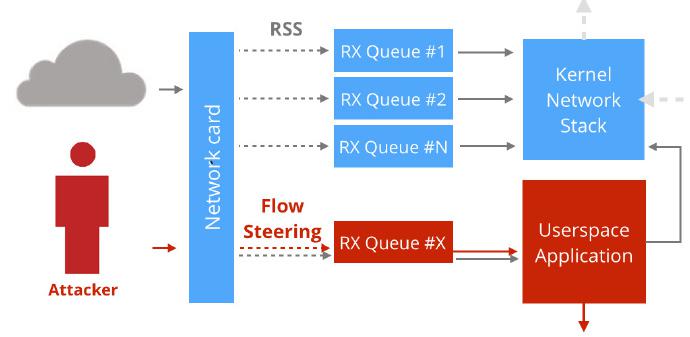 RSS
RX Queue #1
RX Queue #2
RX Queue #N
Kernel
Network
Stack
Network card
Flow
Steering
RX Queue #X
Userspace
Application
Attacker